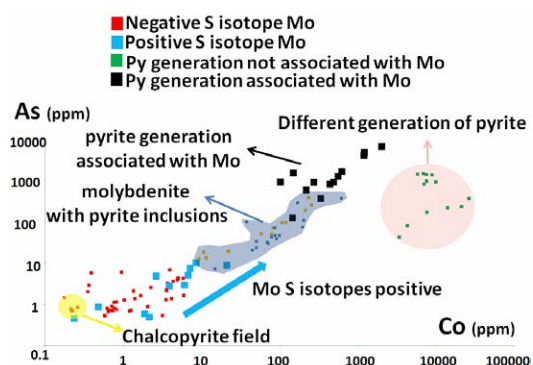 Negative S isotope Mo
Positive S isotope Mo
Py generation not associated with Mo
Py generation associated with Mo
As (ppm)
Different generation of pyrite
10000
pyrite generation
associated with Mo
1000
molybdenite
with pyrite inclusions
100
10
Mo S isotopes positive
1
Chalcopyrite field
Co (ppm)
0.1
1
10
100
1000
10000
100000